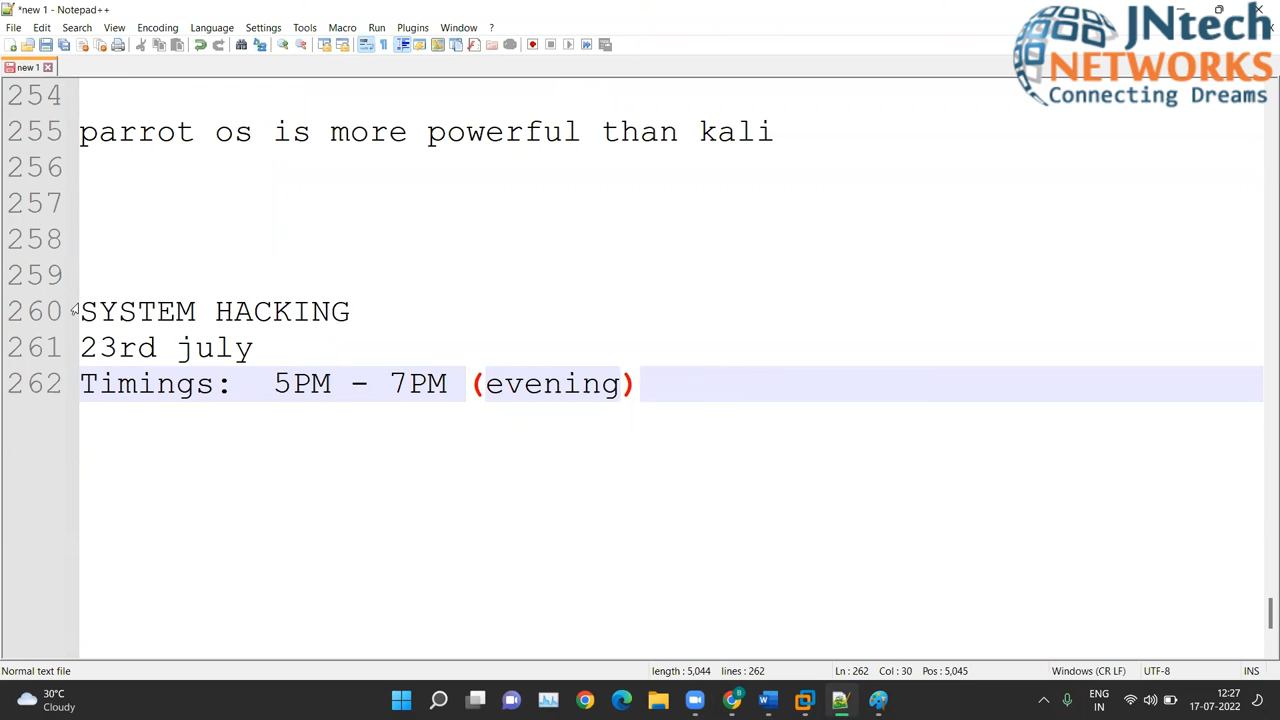 *new 1 - Notepad++
File Edit Search View Encoding Language Settings Tools Macro Run Plugins Window ?
JNtech
NETWORKS
Connecting Dreams
new 1
254
255 parrot os is more powerful than kali
256
257
258
259
260 SYSTEM HACKING
261 23rd july
262 Timings:  5PM - 7PM (evening)
Normal text file length : 5,044 lines : 262 Ln : 262 Col : 30 Pos : 5,045 Windows (CR LF) UTF-8 INS
30°C
Cloudy
ENG
IN
12:27
17-07-2022